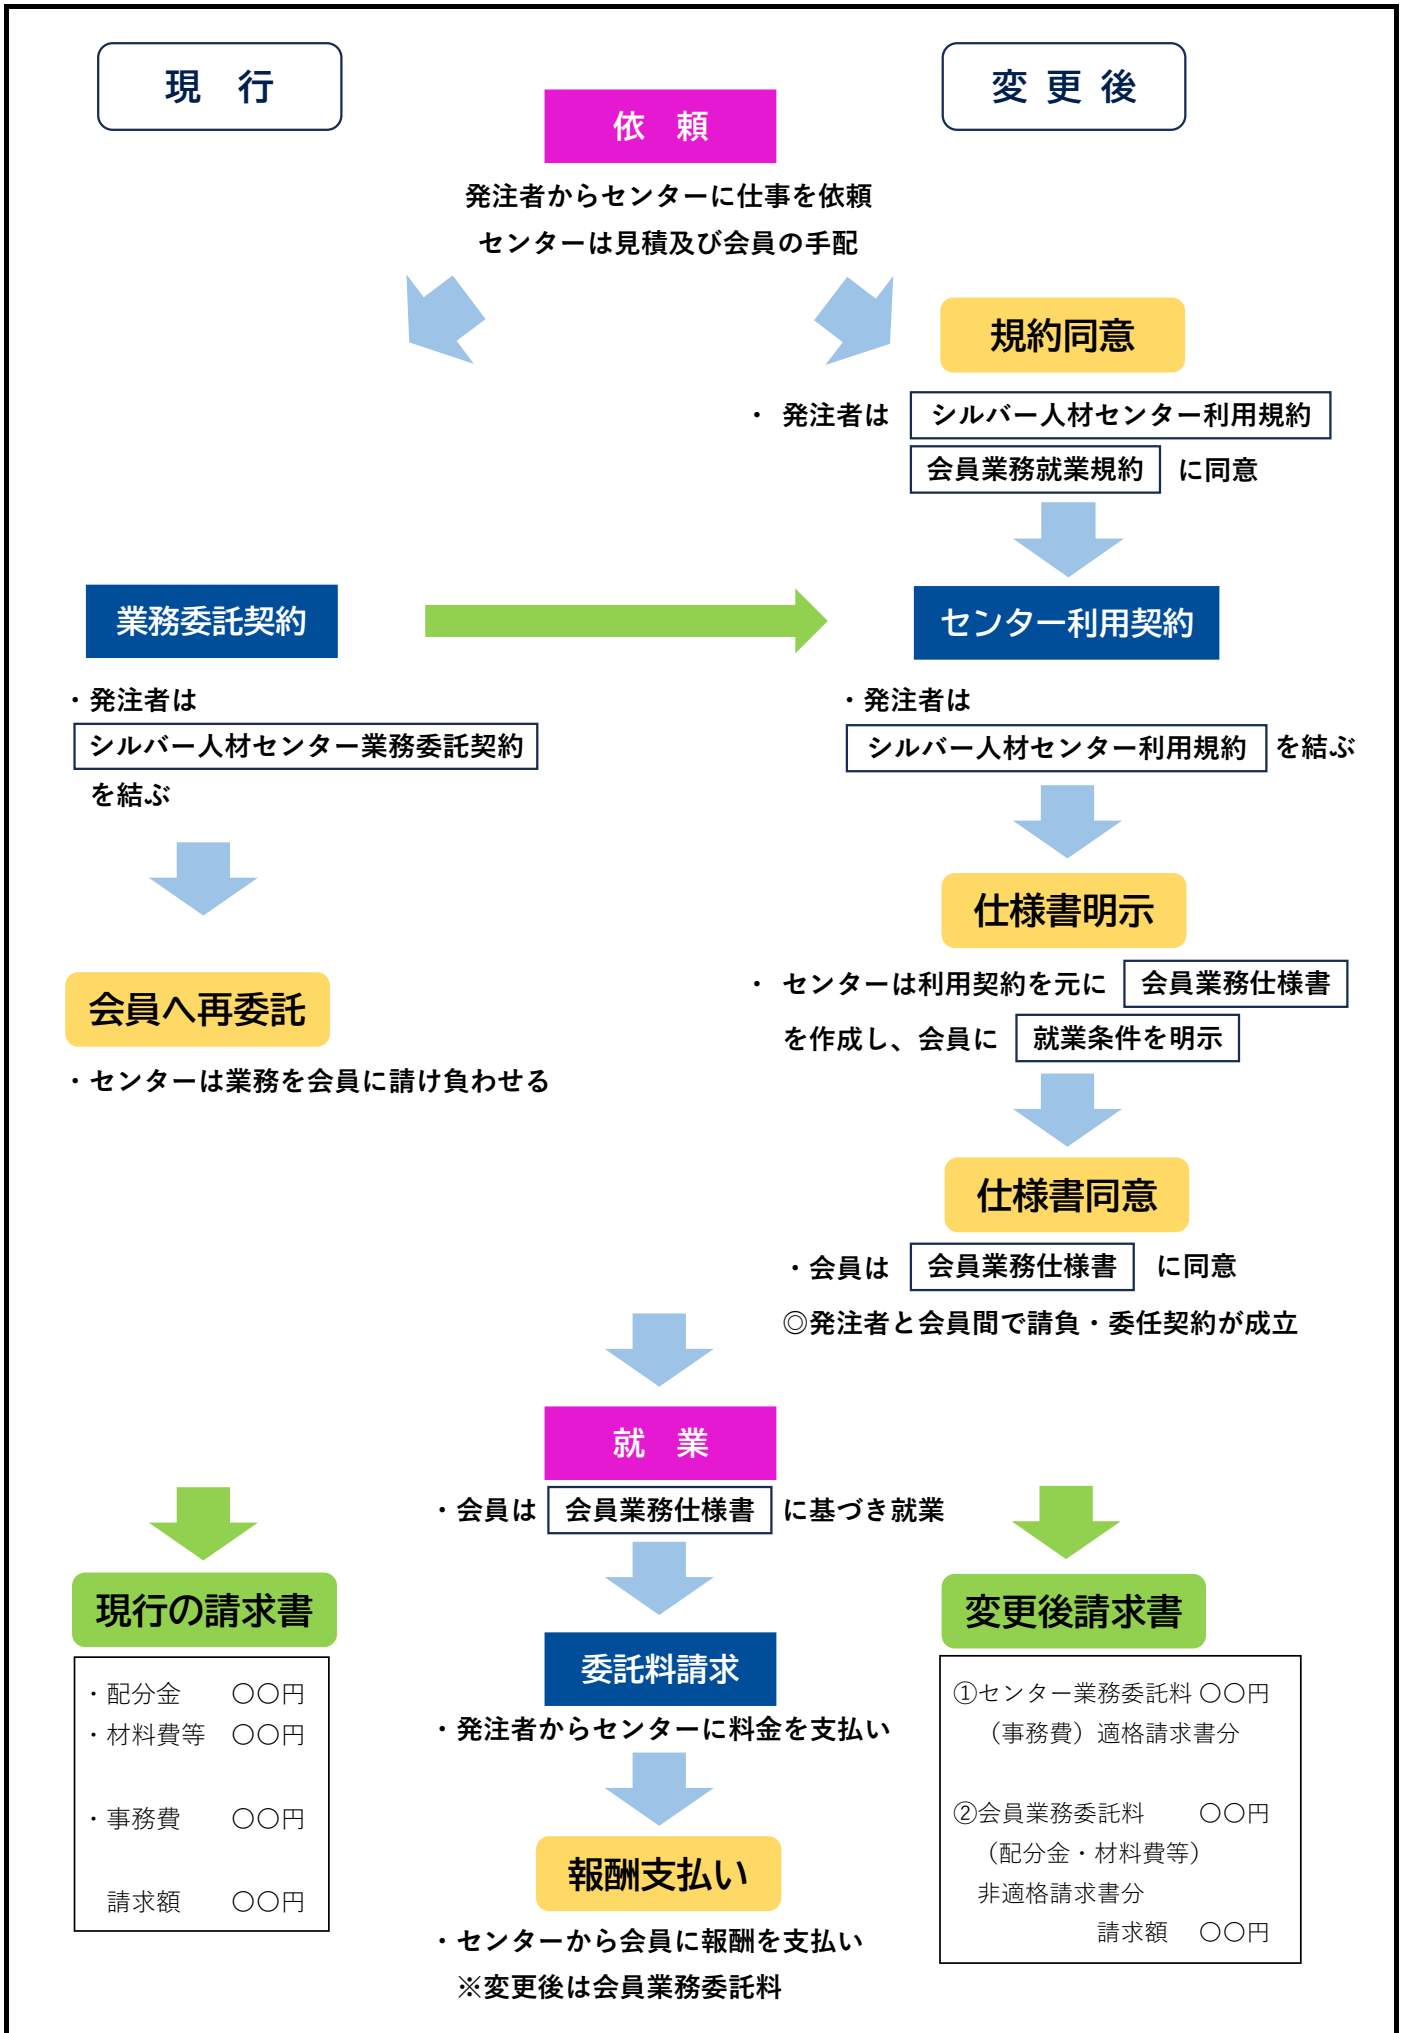 現　行
変 更 後
依　頼
発注者からセンターに仕事を依頼
センターは見積及び会員の手配
規約同意
・ 発注者は シルバー人材センター利用規約
会員業務就業規約 に同意
業務委託契約
・発注者は
シルバー人材センター業務委託契約
を結ぶ
センター利用契約
・発注者は
シルバー人材センター利用規約 を結ぶ
会員へ再委託
・センターは業務を会員に請け負わせる
仕様書明示
・ センターは利用契約を元に 会員業務仕様書
を作成し、会員に 就業条件を明示
仕様書同意
・会員は 会員業務仕様書 に同意
◎発注者と会員間で請負・委任契約が成立
就　業
・会員は 会員業務仕様書 に基づき就業
現行の請求書
・配分金　〇〇円
・材料費等　〇〇円
・事務費　〇〇円
請求額　〇〇円
委託料請求
・発注者からセンターに料金を支払い
報酬支払い
・センターから会員に報酬を支払い
※変更後は会員業務委託料
変更後請求書
①センター業務委託料 〇〇円
（事務費）適格請求書分
②会員業務委託料　〇〇円
（配分金・材料費等）
非適格請求書分
請求額　〇〇円